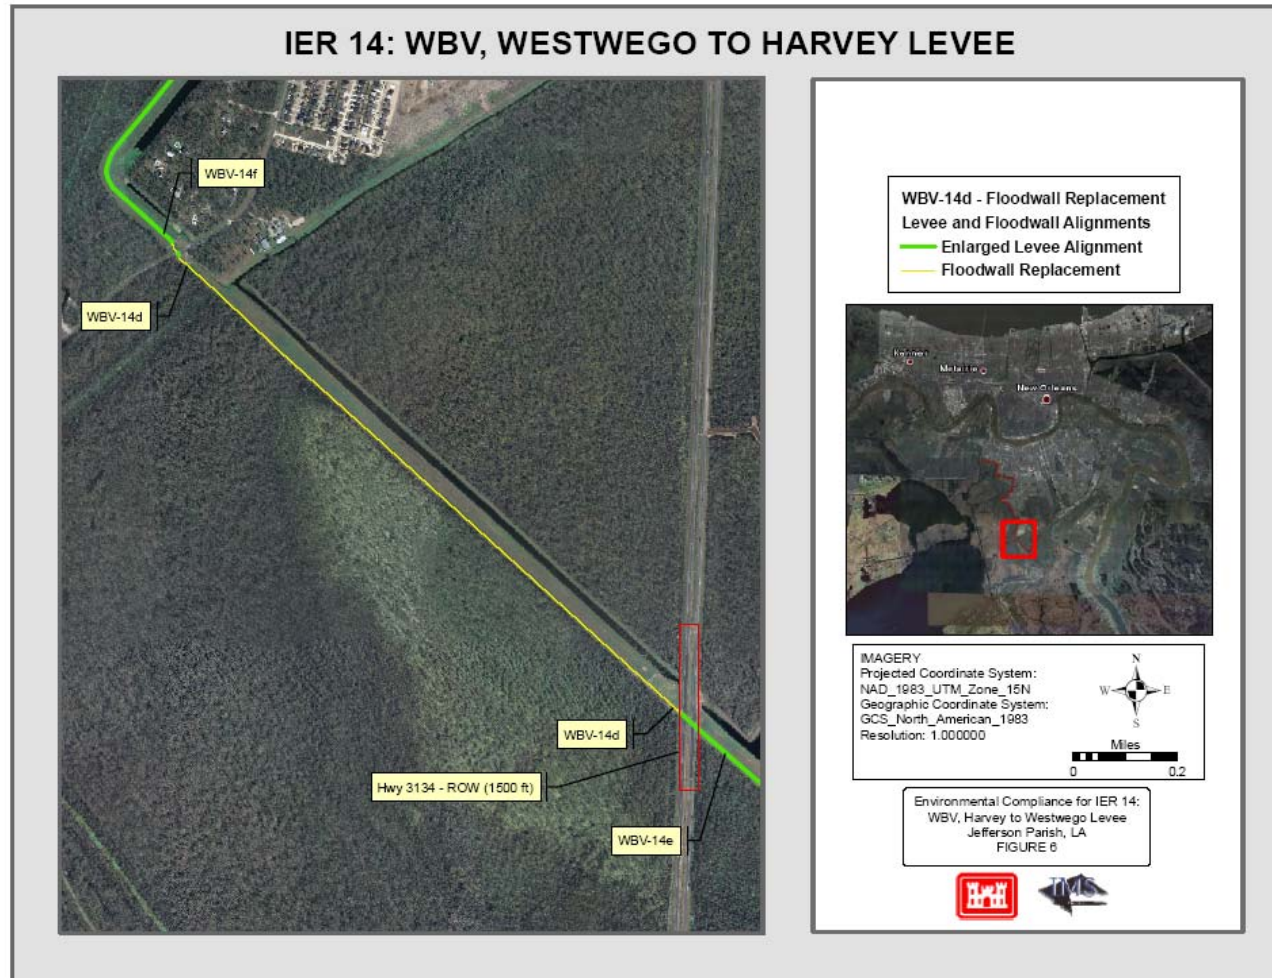 IER 14: WBV, WESTWEGO TO HARVEY LEVEE
WBV-14f
WBV-14d
WBV-14d
Hwy 3134 - ROW (1500 ft)
WBV-14e
WBV-14d - Floodwall Replacement
Levee and Floodwall Alignments
Enlarged Levee Alignment
Floodwall Replacement
Kenner
Metairie
New Orleans
IMAGERY
Projected Coordinate System:
NAD_1983_UTM_Zone_15N
Geographic Coordinate System:
GCS_North_American_1983
Resolution: 1.000000
N
W
E
S
Miles
0
0.2
Environmental Compliance for IER 14:
WBV, Harvey to Westwego Levee
Jefferson Parish, LA
FIGURE 6